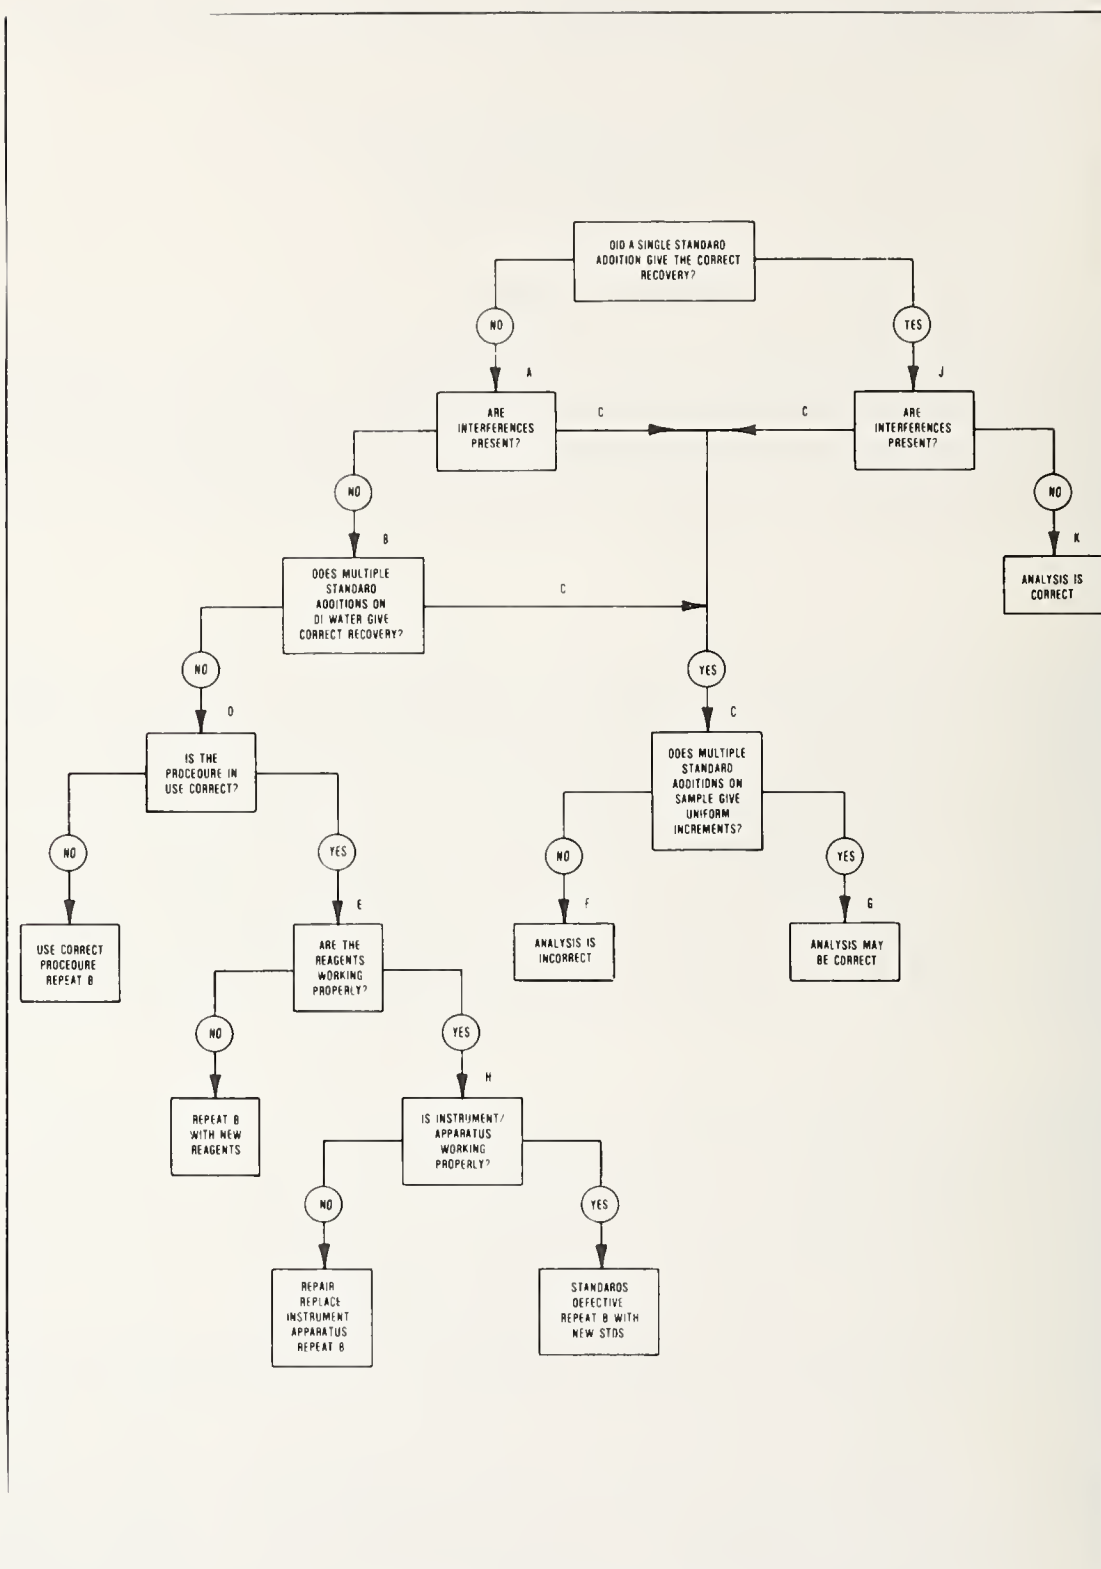 DID A SINGLE STANDARD
ADDITION GIVE THE CORRECT
RECOVERY?
NO
YES
A
J
ARE
INTERFERENCES
PRESENT?
C
C
ARE
INTERFERENCES
PRESENT?
NO
NO
B
K
DOES MULTIPLE
STANDARD
ADDITIONS ON
DI WATER GIVE
CORRECT RECOVERY?
C
ANALYSIS IS
CORRECT
NO
YES
D
C
IS THE
PROCEDURE IN
USE CORRECT?
DOES MULTIPLE
STANDARD
ADDITIONS ON
SAMPLE GIVE
UNIFORM
INCREMENTS?
NO
YES
NO
YES
E
F
G
USE CORRECT
PROCEDURE
REPEAT B
ARE THE
REAGENTS
WORKING
PROPERLY?
ANALYSIS IS
INCORRECT
ANALYSIS MAY
BE CORRECT
NO
YES
H
REPEAT B
WITH NEW
REAGENTS
IS INSTRUMENT/
APPARATUS
WORKING
PROPERLY?
NO
YES
REPAIR
REPLACE
INSTRUMENT
APPARATUS
REPEAT B
STANDARDS
DEFECTIVE
REPEAT B WITH
NEW STDS